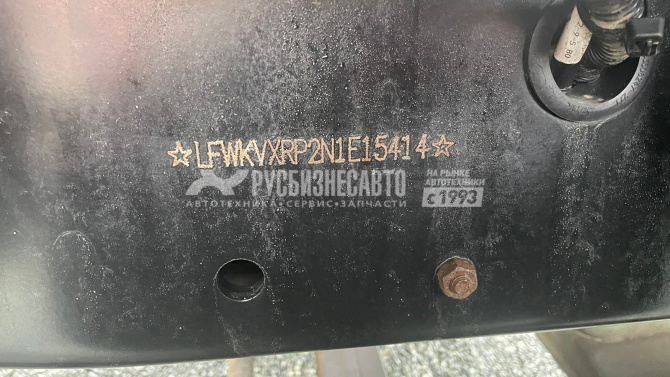 ☆LFWKVXRP2N1E15414☆
РУСБИЗНЕСАВТО
АВТОТЕХНИКА•СЕРВИС•ЗАПЧАСТИ
НА РЫНКЕ
АВТОТЕХНИКИ
с 1993